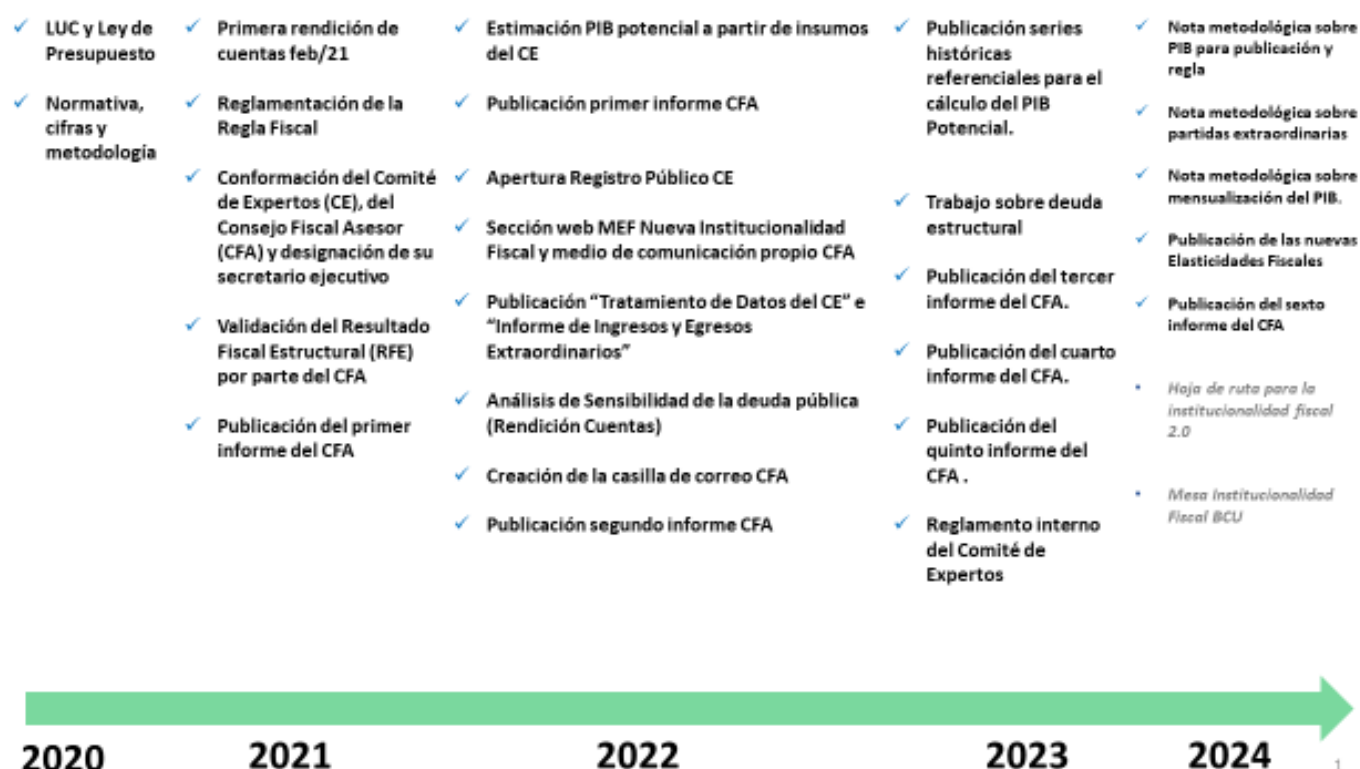 LUC y Ley de
Presupuesto
Normativa,
cifras y
metodología
Primera rendición de
cuentas feb/21
Reglamentación de la
Regla Fiscal
Conformación del Comité
de Expertos (CE), del
Consejo Fiscal Asesor
(CFA) y designación de su
secretario ejecutivo
Validación del Resultado
Fiscal Estructural (RFE)
por parte del CFA
Publicación del primer
informe del CFA
Estimación PIB potencial a partir de insumos
del CE
Publicación primer informe CFA
Apertura Registro Público CE
Sección web MEF Nueva Institucionalidad
Fiscal y medio de comunicación propio CFA
Publicación “Tratamiento de Datos del CE” e
“Informe de Ingresos y Egresos
Extraordinarios”
Análisis de Sensibilidad de la deuda pública
(Rendición Cuentas)
Creación de la casilla de correo CFA
Publicación segundo informe CFA
Publicación series
históricas
referenciales para el
cálculo del PIB
Potencial.
Trabajo sobre deuda
estructural
Publicación del tercer
informe del CFA.
Publicación del cuarto
informe del CFA.
Publicación del
quinto informe del
CFA .
Reglamento interno
del Comité de
Expertos
Nota metodológica sobre
PIB para publicación y
regla
Nota metodológica sobre
partidas extraordinarias
Nota metodológica sobre
mensualización del PIB.
Publicación de las nuevas
Elasticidades Fiscales
Publicación del sexto
informe del CFA
Hoja de ruta para la
institucionalidad fiscal
2.0
Mesa Institucionalidad
Fiscal BCU
2020
2021
2022
2023
2024
1